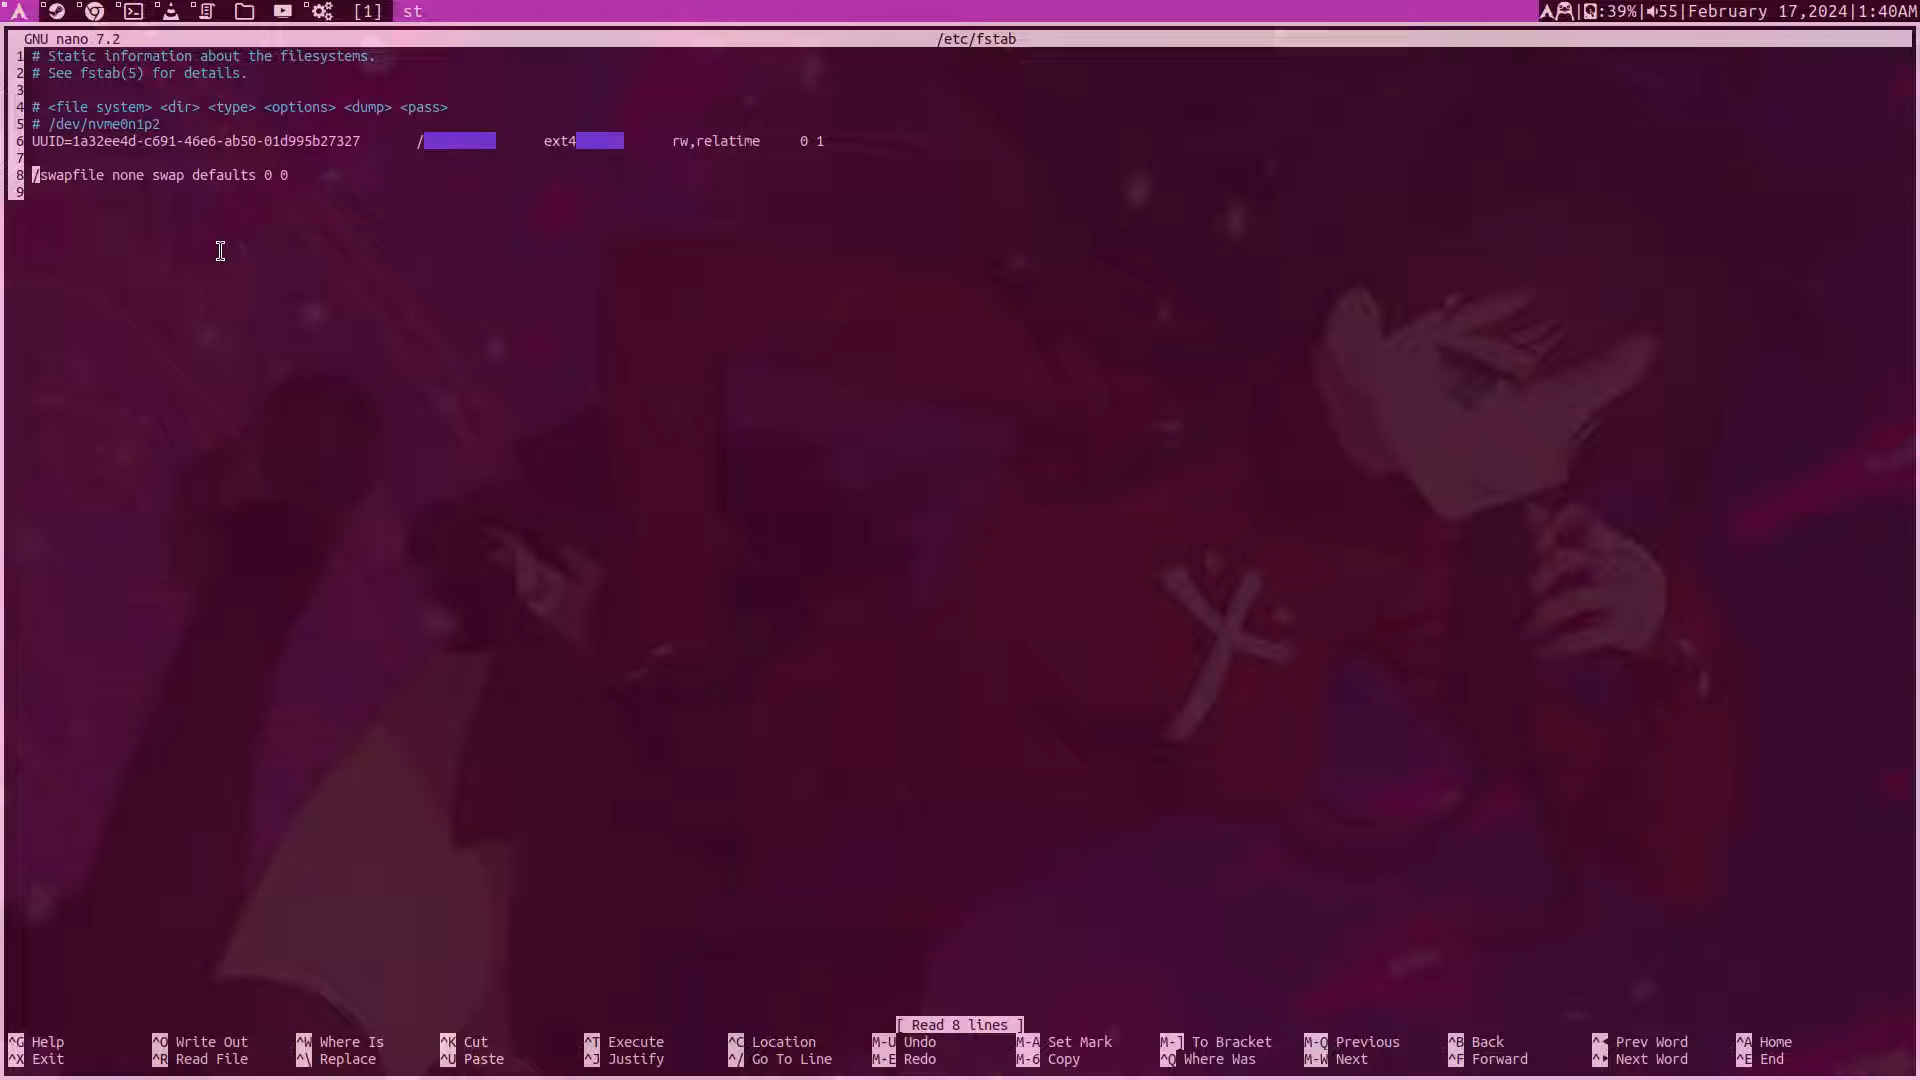 [1] st :39%| 55|February 17,2024|1:40AM
GNU nano 7.2 /etc/fstab
1 # Static information about the filesystems.
2 # See fstab(5) for details.
3
4 # <file system> <dir> <type> <options> <dump> <pass>
5 # /dev/nvme0n1p2
6 UUID=1a32ee4d-c691-46e6-ab50-01d995b27327 / ext4 rw,relatime 0 1
7
8 /swapfile none swap defaults 0 0
9
[ Read 8 lines ]
^G Help ^O Write Out ^W Where Is ^K Cut ^T Execute ^C Location M-U Undo M-A Set Mark M-] To Bracket M-Q Previous ^B Back ^◂ Prev Word ^A Home
^X Exit ^R Read File ^\ Replace ^U Paste ^J Justify ^/ Go To Line M-E Redo M-6 Copy ^Q Where Was M-W Next ^F Forward ^▸ Next Word ^E End